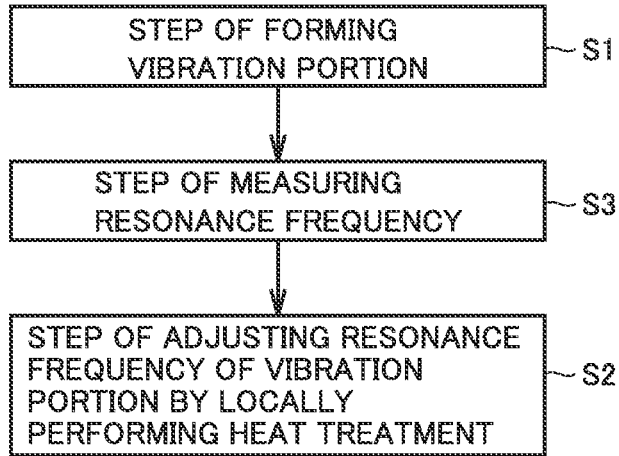 STEP OF FORMING
VIBRATION PORTION
S1
STEP OF MEASURING
RESONANCE FREQUENCY
S3
STEP OF ADJUSTING RESONANCE
FREQUENCY OF VIBRATION
PORTION BY LOCALLY
PERFORMING HEAT TREATMENT
S2